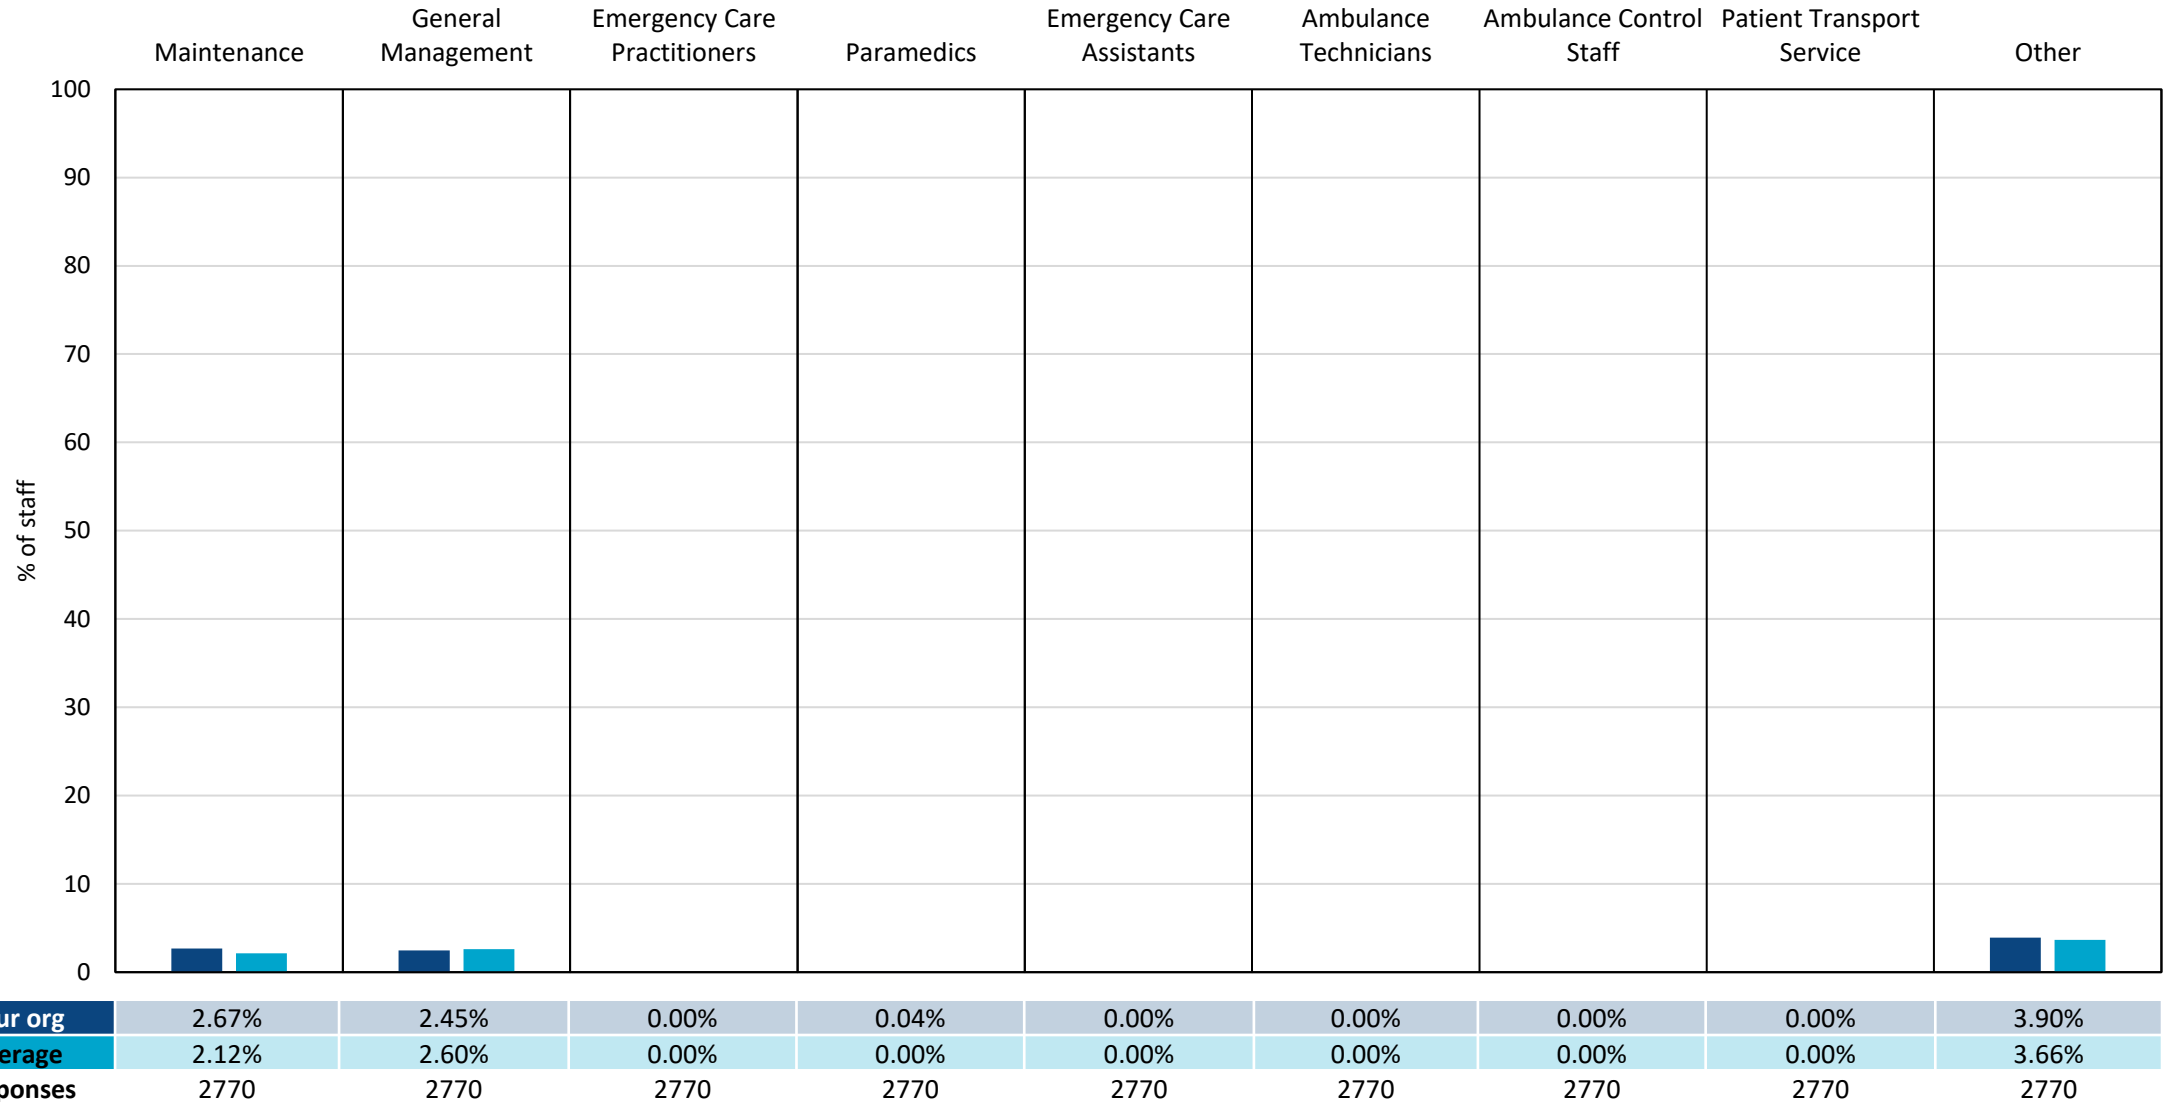 Maintenance
General
Management
Emergency Care
Practitioners
Paramedics
Emergency Care
Assistants
Ambulance
Technicians
Ambulance Control
Staff
Patient Transport
Service
Other
% of staff
100
90
80
70
60
50
40
30
20
10
0
ur org 2.67% 2.45% 0.00% 0.04% 0.00% 0.00% 0.00% 0.00% 3.90%
erage 2.12% 2.60% 0.00% 0.00% 0.00% 0.00% 0.00% 0.00% 3.66%
ponses 2770 2770 2770 2770 2770 2770 2770 2770 2770